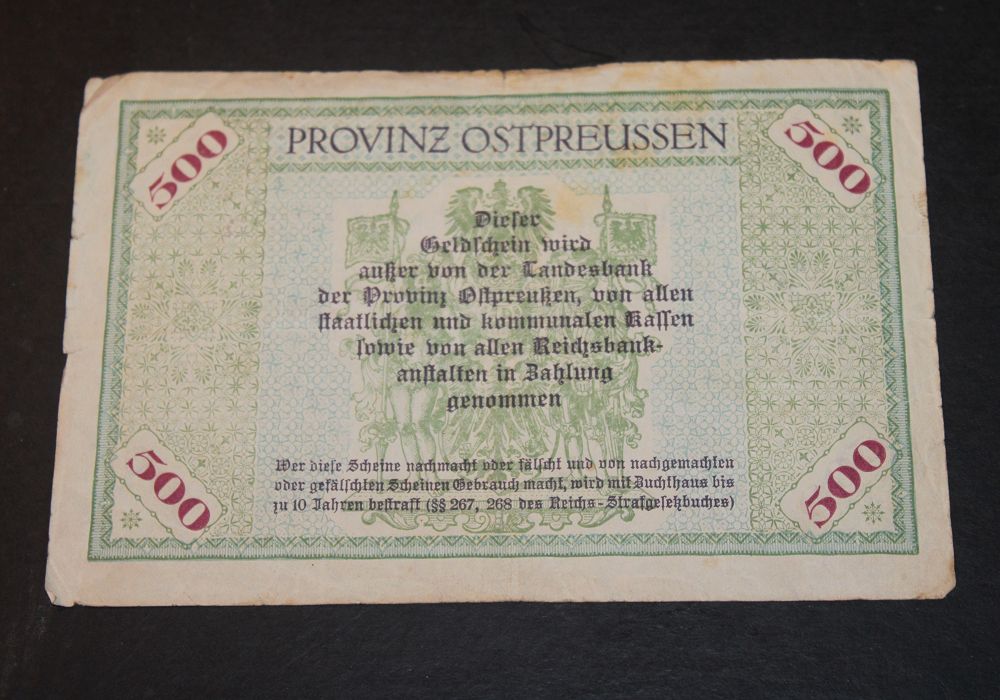 500
PROVINZ OSTPREUSSEN
500
Dieser
Geldschein wird
außer von der Landesbank
der Provinz Ostpreußen, von allen
staatlichen und kommunalen Kassen
sowie von allen Reichsbank-
anstalten in Zahlung
genommen
Wer diese Scheine nachmacht oder fälscht und von nachgemachten
oder gefälschten Scheinen Gebrauch macht, wird mit Zuchthaus bis
zu 10 Jahren bestraft (§§ 267, 268 des Reichs-Strafgesetzbuches)
500
500